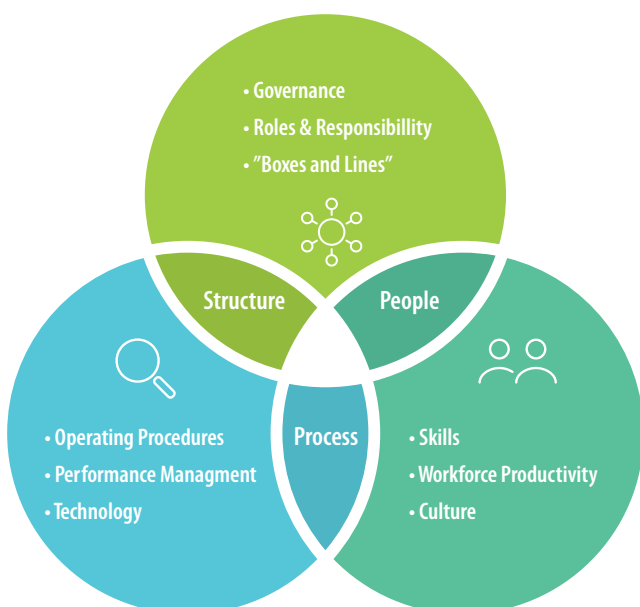 • Governance
• Roles & Responsibillity
• "Boxes and Lines"
Structure
People
Process
• Operating Procedures
• Performance Managment
• Technology
• Skills
• Workforce Productivity
• Culture